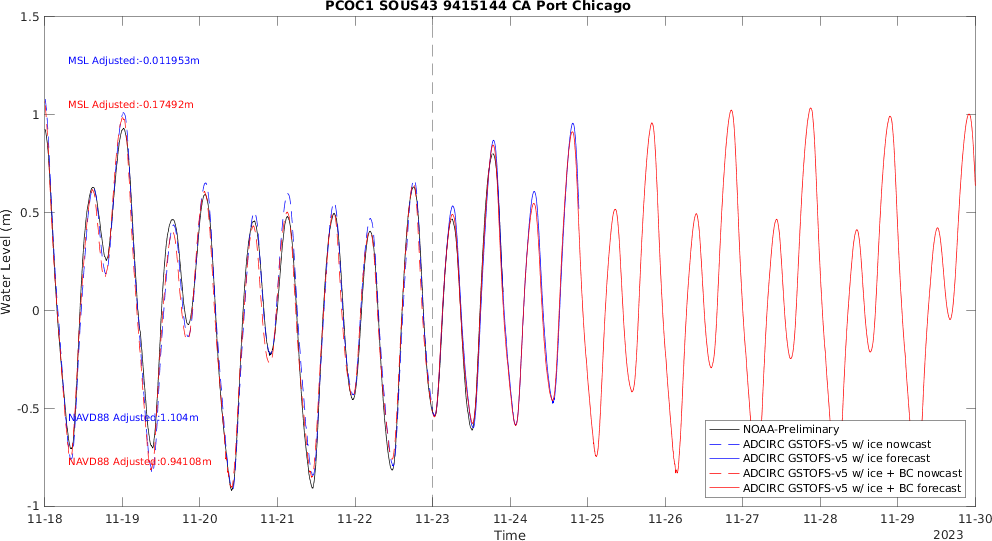 PCOC1 SOUS43 9415144 CA Port Chicago
1.5
MSL Adjusted:-0.011953m
MSL Adjusted:-0.17492m
1
0.5
Water Level (m)
0
-0.5
NAVD88 Adjusted:1.104m
NAVD88 Adjusted:0.94108m
-1
NOAA-Preliminary
ADCIRC GSTOFS-v5 w/ ice nowcast
ADCIRC GSTOFS-v5 w/ ice forecast
ADCIRC GSTOFS-v5 w/ ice + BC nowcast
ADCIRC GSTOFS-v5 w/ ice + BC forecast
11-18 11-19 11-20 11-21 11-22 11-23 11-24 11-25 11-26 11-27 11-28 11-29 11-30
Time
2023